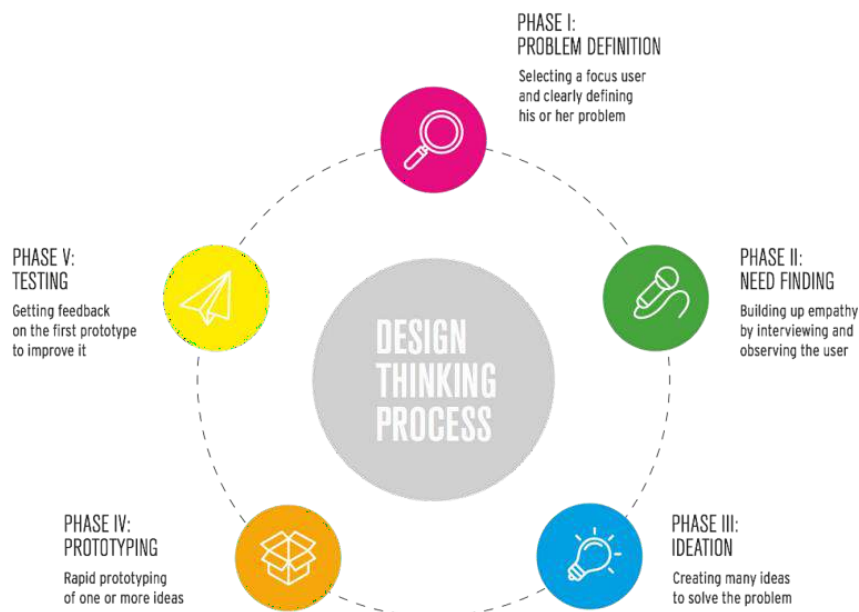 PHASE I:
PROBLEM DEFINITION
Selecting a focus user
and clearly defining
his or her problem
PHASE II:
NEED FINDING
Building up empathy
by interviewing and
observing the user
PHASE III:
IDEATION
Creating many ideas
to solve the problem
PHASE IV:
PROTOTYPING
Rapid prototyping
of one or more ideas
PHASE V:
TESTING
Getting feedback
on the first prototype
to improve it
DESIGN
THINKING
PROCESS